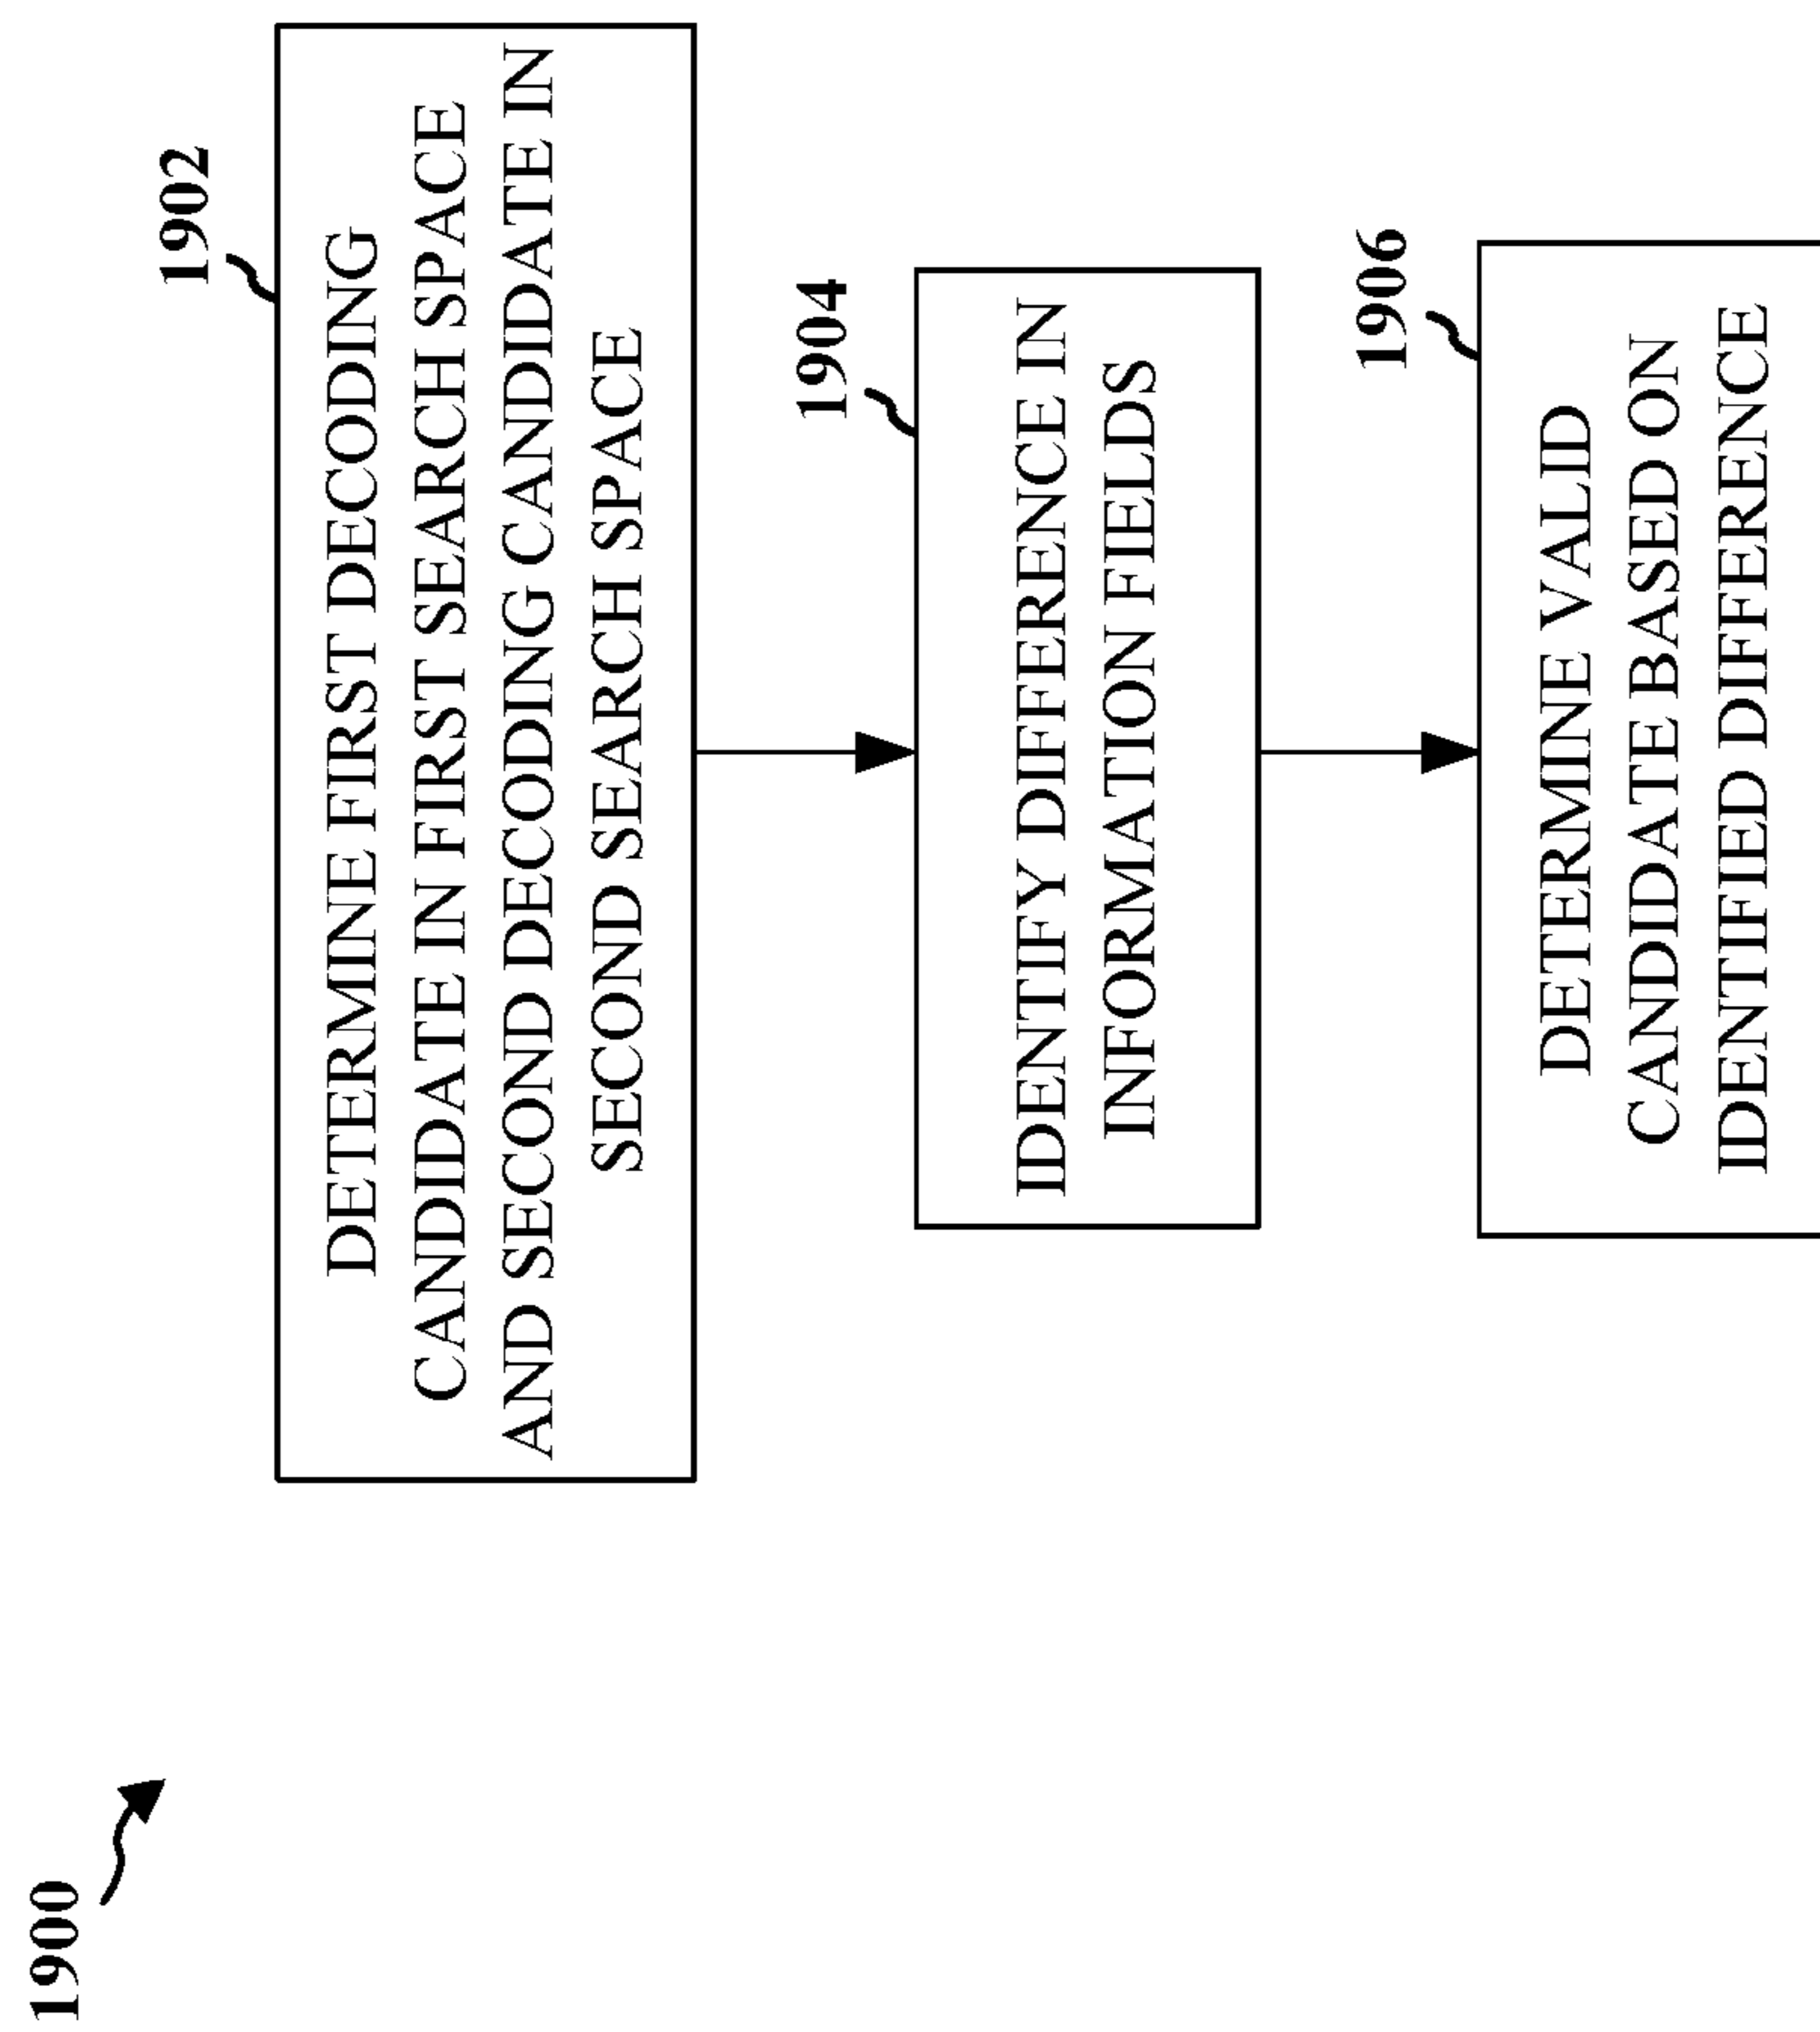 1900
1902
DETERMINE FIRST DECODING
CANDIDATE IN FIRST SEARCH SPACE
AND SECOND DECODING CANDIDATE IN
SECOND SEARCH SPACE
1904
IDENTIFY DIFFERENCE IN
INFORMATION FIELDS
1906
DETERMINE VALID
CANDIDATE BASED ON
IDENTIFIED DIFFERENCE